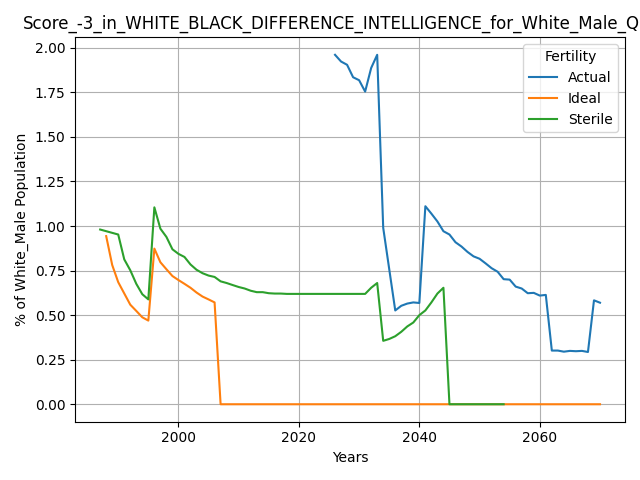 Score_-3_in_WHITE_BLACK_DIFFERENCE_INTELLIGENCE_for_White_Male_Q
2.00
1.75
1.50
1.25
1.00
0.75
0.50
0.25
0.00
% of White_Male Population
Fertility
Actual
Ideal
Sterile
2000
2020
2040
2060
Years